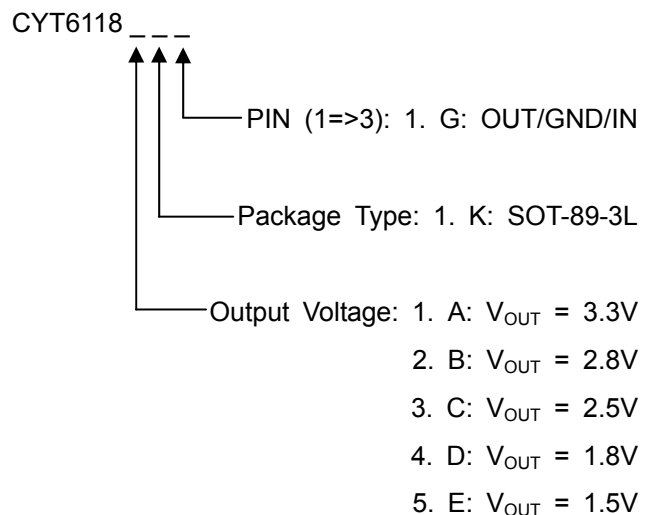 CYT6118 _ _ _
PIN (1=>3): 1. G: OUT/GND/IN
Package Type: 1. K: SOT-89-3L
Output Voltage: 1. A: VOUT = 3.3V
2. B: VOUT = 2.8V
3. C: VOUT = 2.5V
4. D: VOUT = 1.8V
5. E: VOUT = 1.5V